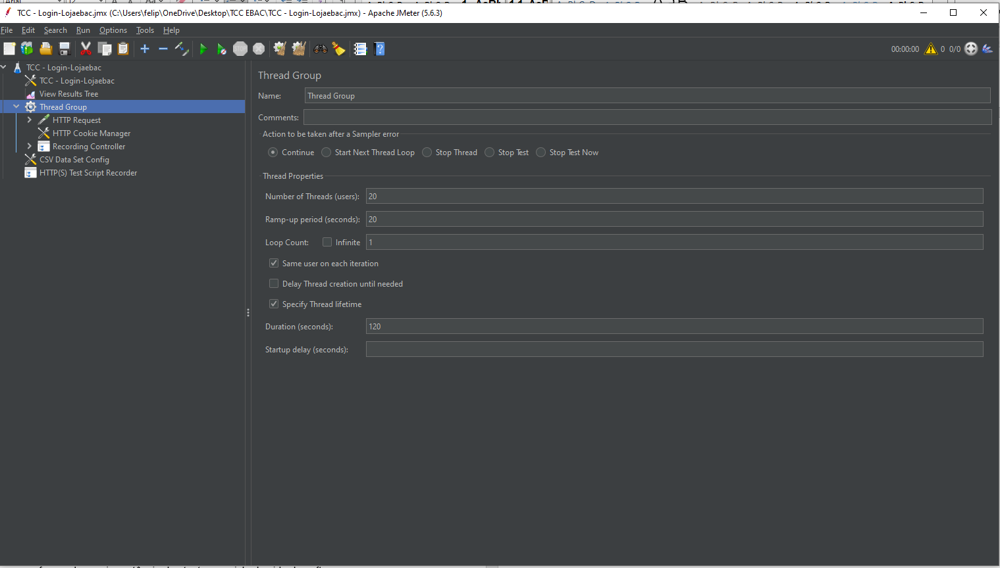 TCC - Login-Lojaebac.jmx (C:\Users\felip\OneDrive\Desktop\TCC EBAC\TCC - Login-Lojaebac.jmx) - Apache JMeter (5.6.3)
File Edit Search Run Options Tools Help
00:00:00 0 0/0
TCC - Login-Lojaebac
TCC - Login-Lojaebac
View Results Tree
Thread Group
HTTP Request
HTTP Cookie Manager
Recording Controller
CSV Data Set Config
HTTP(S) Test Script Recorder
Thread Group
Name: Thread Group
Comments:
Action to be taken after a Sampler error
Continue Start Next Thread Loop Stop Thread Stop Test Stop Test Now
Thread Properties
Number of Threads (users): 20
Ramp-up period (seconds): 20
Loop Count: Infinite 1
Same user on each iteration
Delay Thread creation until needed
Specify Thread lifetime
Duration (seconds): 120
Startup delay (seconds):